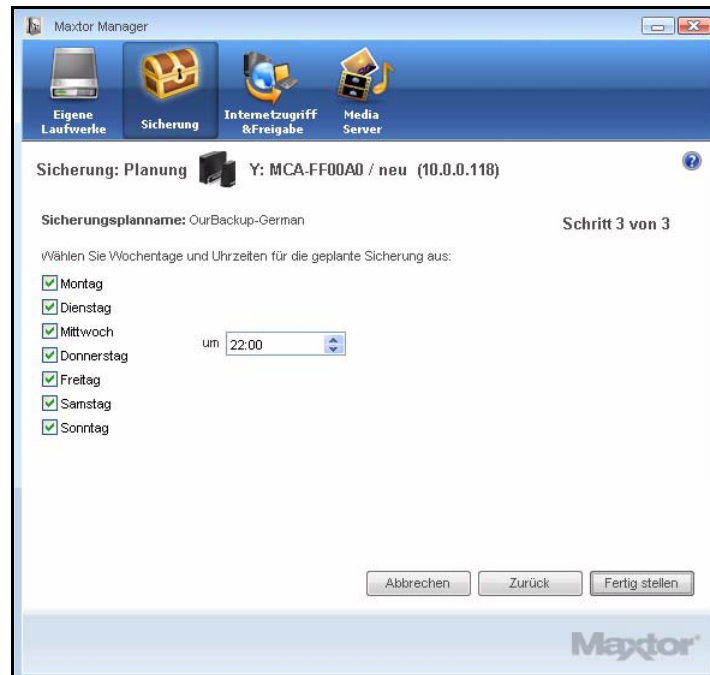 Maxtor Manager
Eigene Laufwerke
Sicherung
Internetzugriff &Freigabe
Media Server
Sicherung: Planung Y: MCA-FF00A0 / neu (10.0.0.118)
Sicherungsplanname: OurBackup-German
Schritt 3 von 3
Wählen Sie Wochentage und Uhrzeiten für die geplante Sicherung aus:
Montag
Dienstag
Mittwoch
um 22:00
Donnerstag
Freitag
Samstag
Sonntag
Abbrechen
Zurück
Fertig stellen
Maxtor